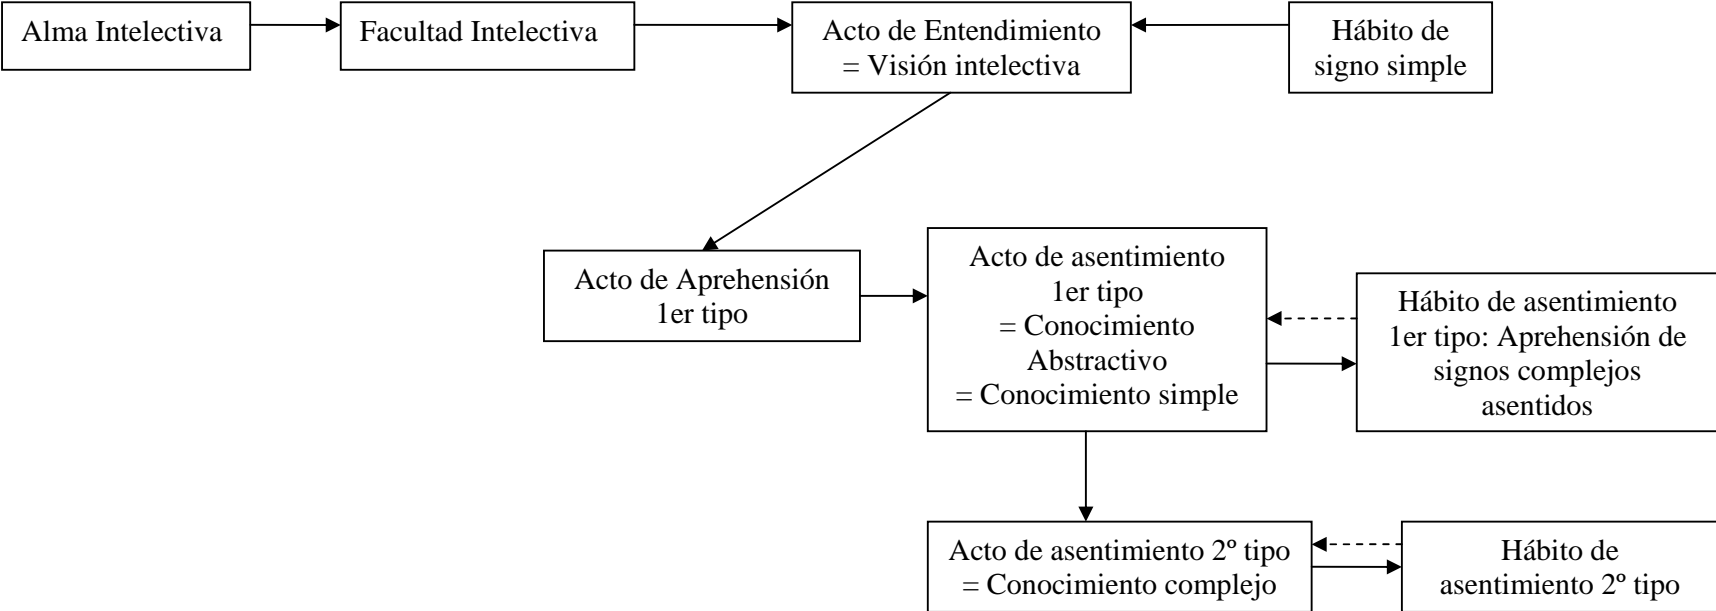 Alma Intelectiva
Facultad Intelectiva
Acto de Entendimiento
= Visión intelectiva
Hábito de
signo simple
Acto de Aprehensión
1er tipo
Acto de asentimiento
1er tipo
= Conocimiento
Abstractivo
= Conocimiento simple
Hábito de asentimiento
1er tipo: Aprehensión de
signos complejos
asentidos
Acto de asentimiento 2º tipo
= Conocimiento complejo
Hábito de
asentimiento 2º tipo